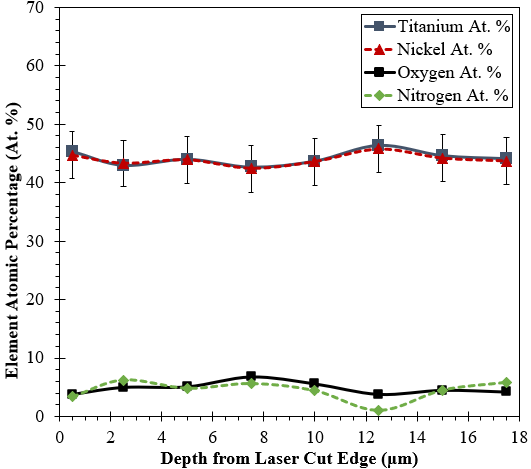 70
60
50
40
30
20
10
0
Element Atomic Percentage (At. %)
Titanium At. %
Nickel At. %
Oxygen At. %
Nitrogen At. %
0 2 4 6 8 10 12 14 16 18
Depth from Laser Cut Edge (μm)